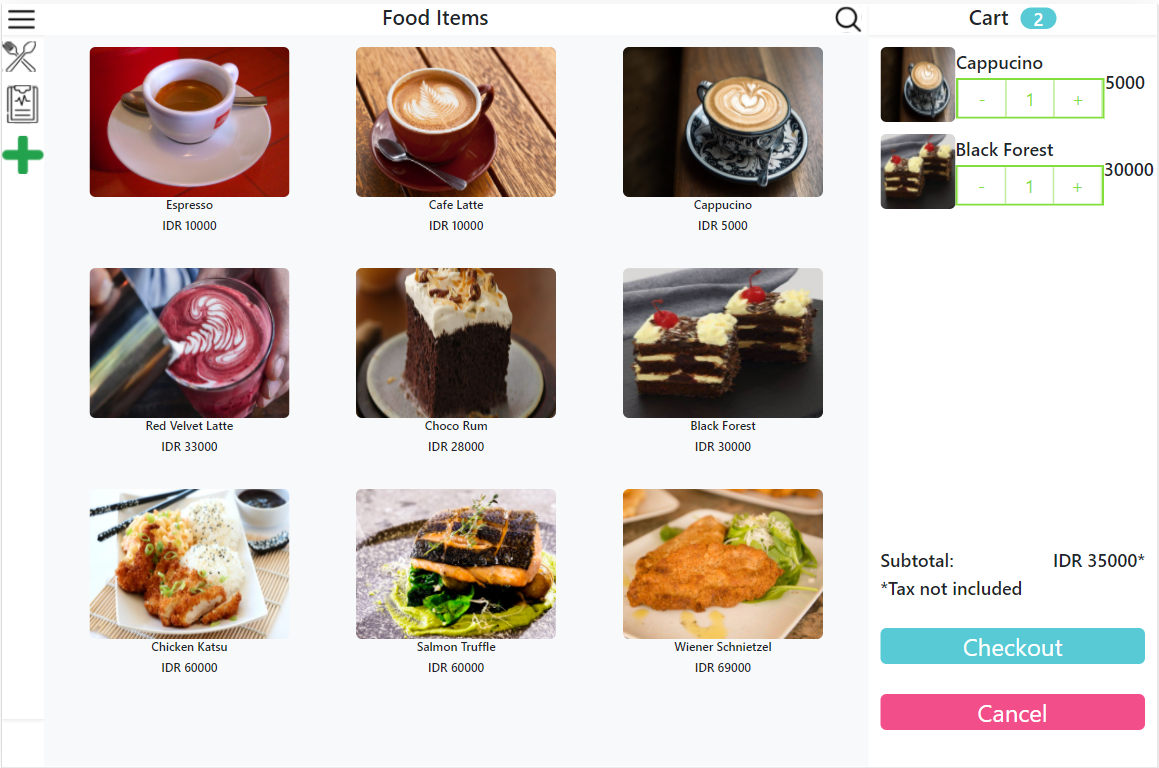 Food Items
Cart 2
Espresso
IDR 10000
Cafe Latte
IDR 10000
Cappucino
IDR 5000
Red Velvet Latte
IDR 33000
Choco Rum
IDR 28000
Black Forest
IDR 30000
Chicken Katsu
IDR 60000
Salmon Truffle
IDR 60000
Wiener Schnietzel
IDR 69000
Cappucino
- 1 + 5000
Black Forest
- 1 + 30000
Subtotal: IDR 35000*
*Tax not included
Checkout
Cancel